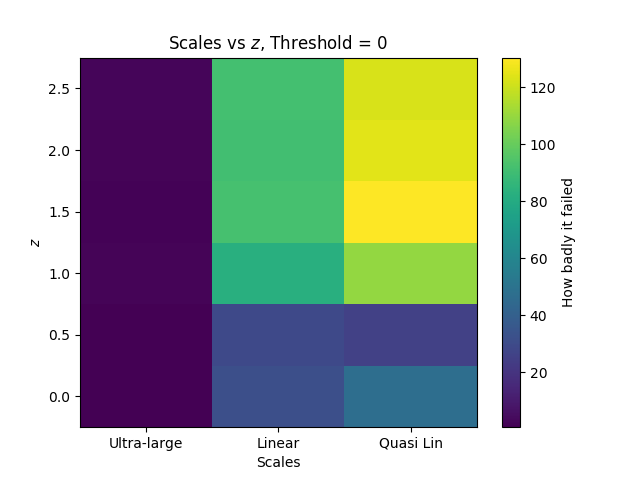 Scales vs z, Threshold = 0
z
2.5
2.0
1.5
1.0
0.5
0.0
Ultra-large Linear Quasi Lin
Scales
120
100
80
60
40
20
How badly it failed